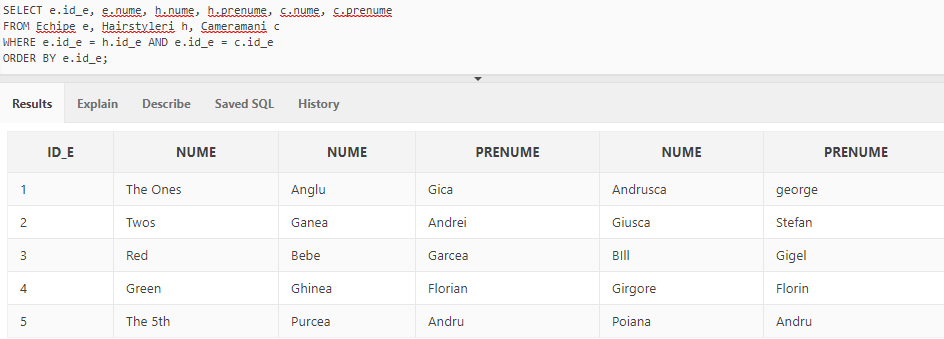 SELECT e.id_e, e.nume, h.nume, h.prenume, c.nume, c.prenume
FROM Echipe e, Hairstyleri h, Cameramani c
WHERE e.id_e = h.id_e AND e.id_e = c.id_e
ORDER BY e.id_e;
Results Explain Describe Saved SQL History
ID_E NUME NUME PRENUME NUME PRENUME
1 The Ones Anglu Gica Andrusca george
2 Twos Ganea Andrei Giusca Stefan
3 Red Bebe Garcea BIll Gigel
4 Green Ghinea Florian Girgore Florin
5 The 5th Purcea Andru Poiana Andru